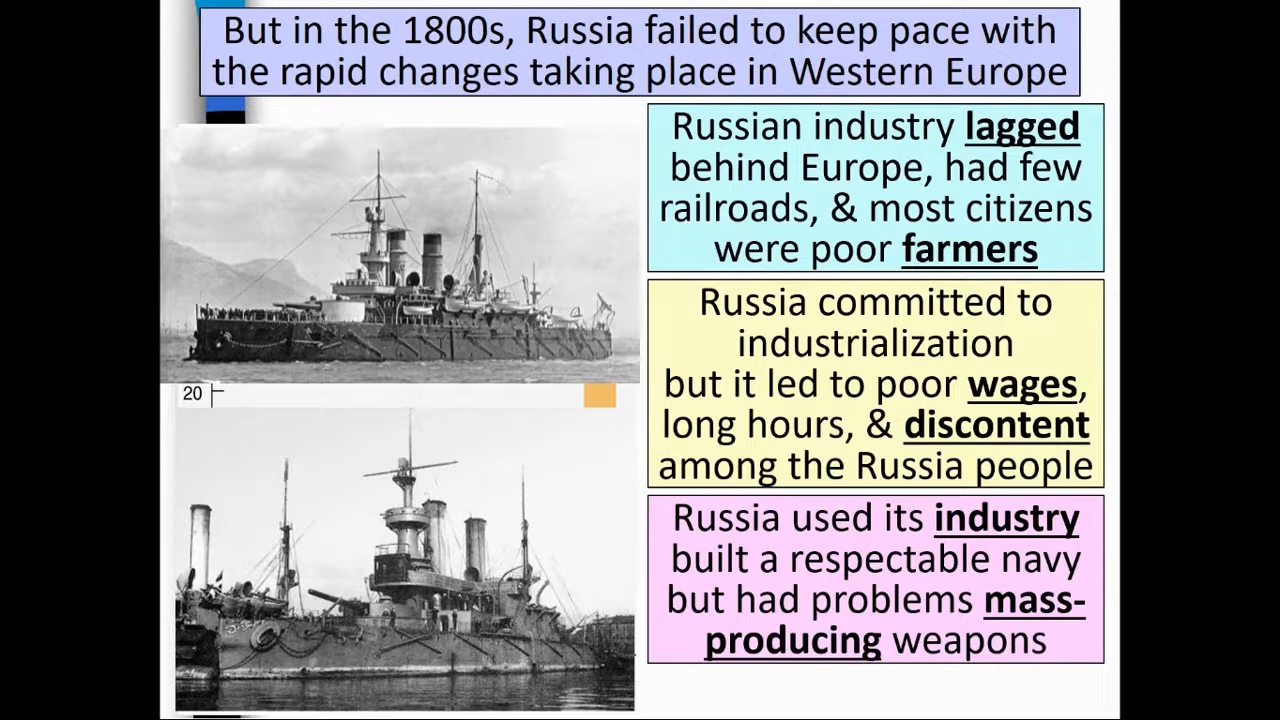 But in the 1800s, Russia failed to keep pace with
the rapid changes taking place in Western Europe
Russian industry lagged
behind Europe, had few
railroads, & most citizens
were poor farmers
Russia committed to
industrialization
but it led to poor wages,
long hours, & discontent
among the Russia people
Russia used its industry
built a respectable navy
but had problems mass-
producing weapons
20